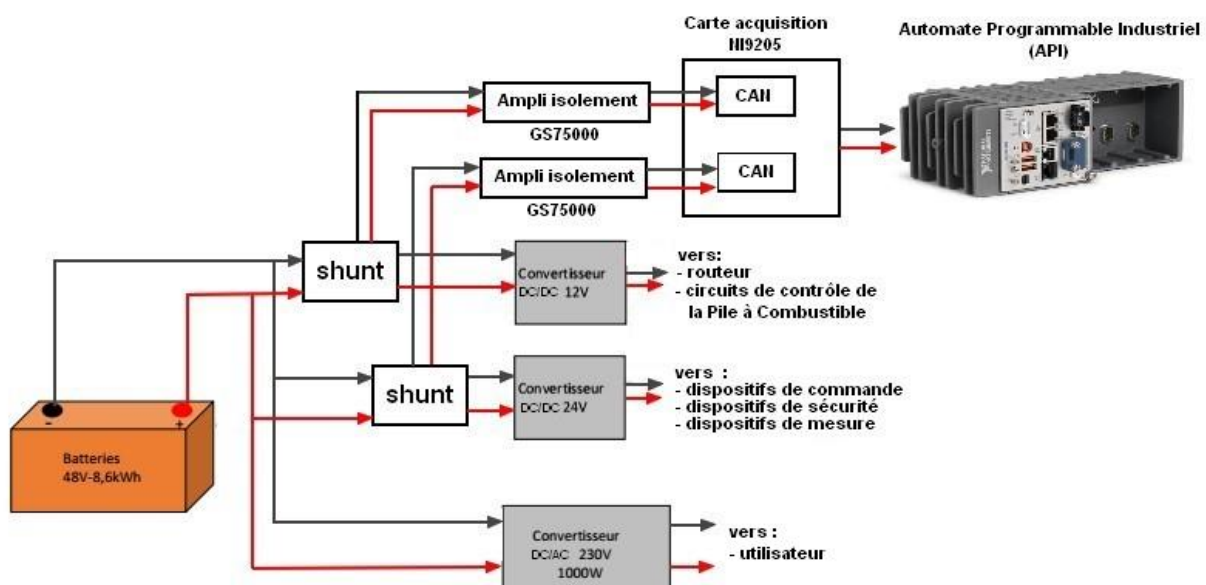 Carte acquisition
NI9205
Automate Programmable Industriel
(API)
Ampli isolement
GS75000
CAN
Ampli isolement
GS75000
CAN
shunt
Convertisseur
DC/DC 12V
vers:
- routeur
- circuits de contrôle de
la Pile à Combustible
shunt
Convertisseur
DC/DC 24V
vers :
- dispositifs de commande
- dispositifs de sécurité
- dispositifs de mesure
- +
Batteries
48V-8,6kWh
Convertisseur
DC/AC 230V
1000W
vers :
- utilisateur